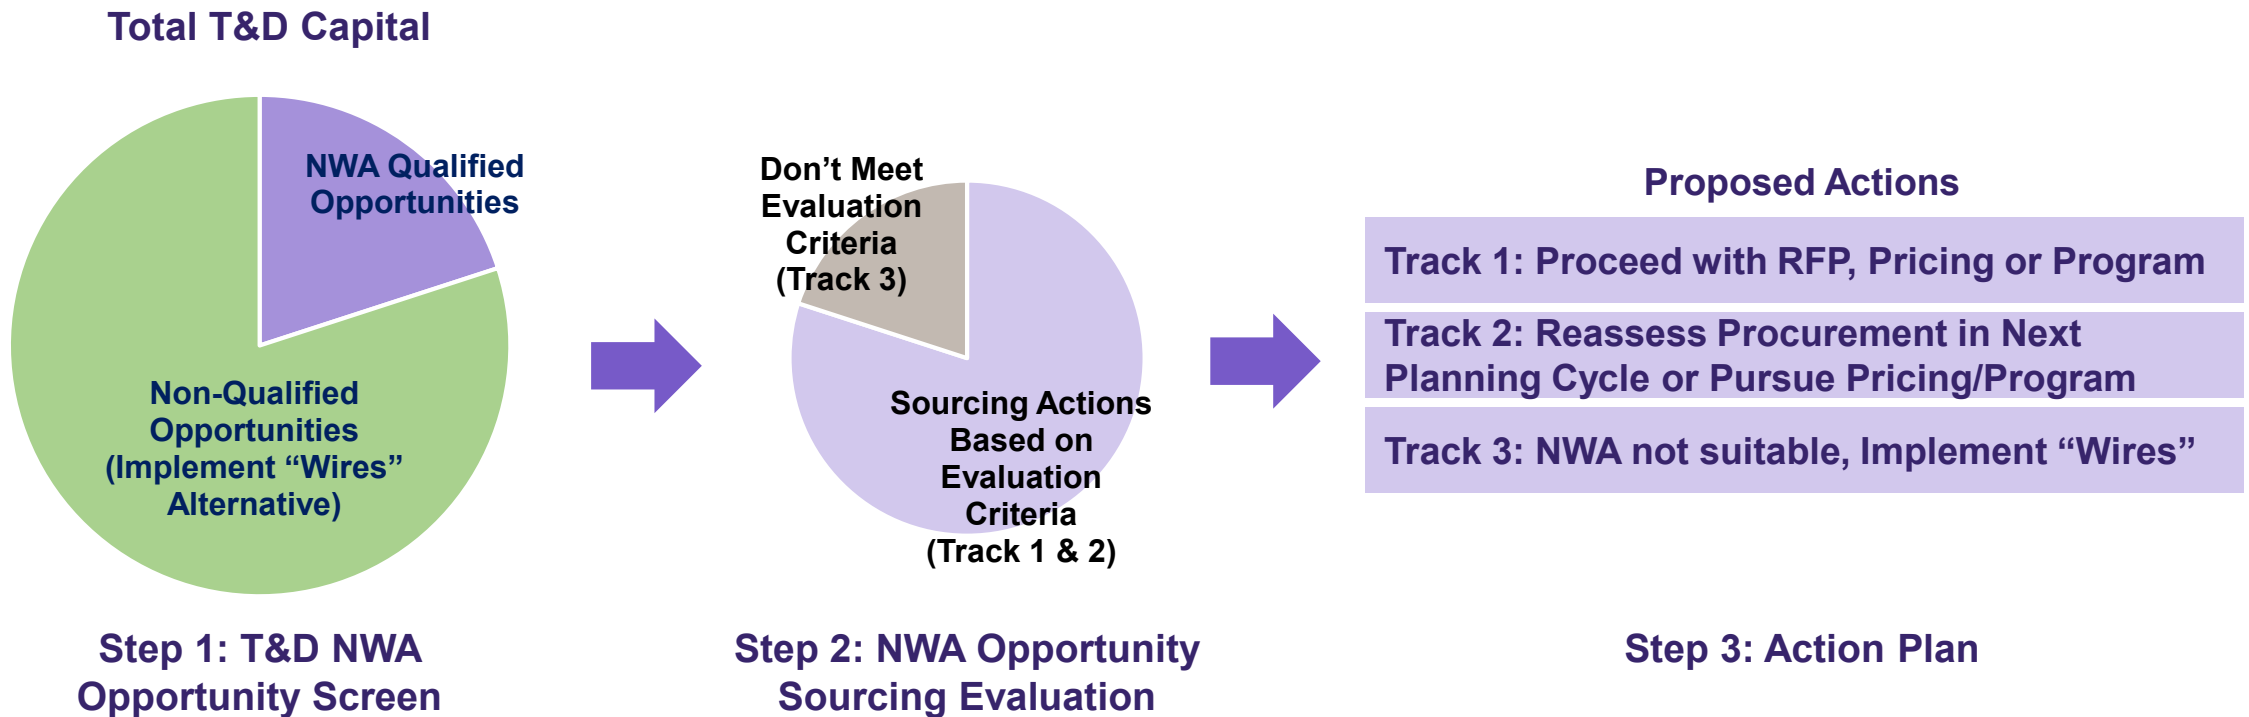 Total T&D Capital
NWA Qualified
Opportunities
Non-Qualified
Opportunities
(Implement “Wires”
Alternative)
Step 1: T&D NWA
Opportunity Screen
Don’t Meet
Evaluation
Criteria
(Track 3)
Sourcing Actions
Based on
Evaluation
Criteria
(Track 1 & 2)
Step 2: NWA Opportunity
Sourcing Evaluation
Proposed Actions
Track 1: Proceed with RFP, Pricing or Program
Track 2: Reassess Procurement in Next
Planning Cycle or Pursue Pricing/Program
Track 3: NWA not suitable, Implement “Wires”
Step 3: Action Plan